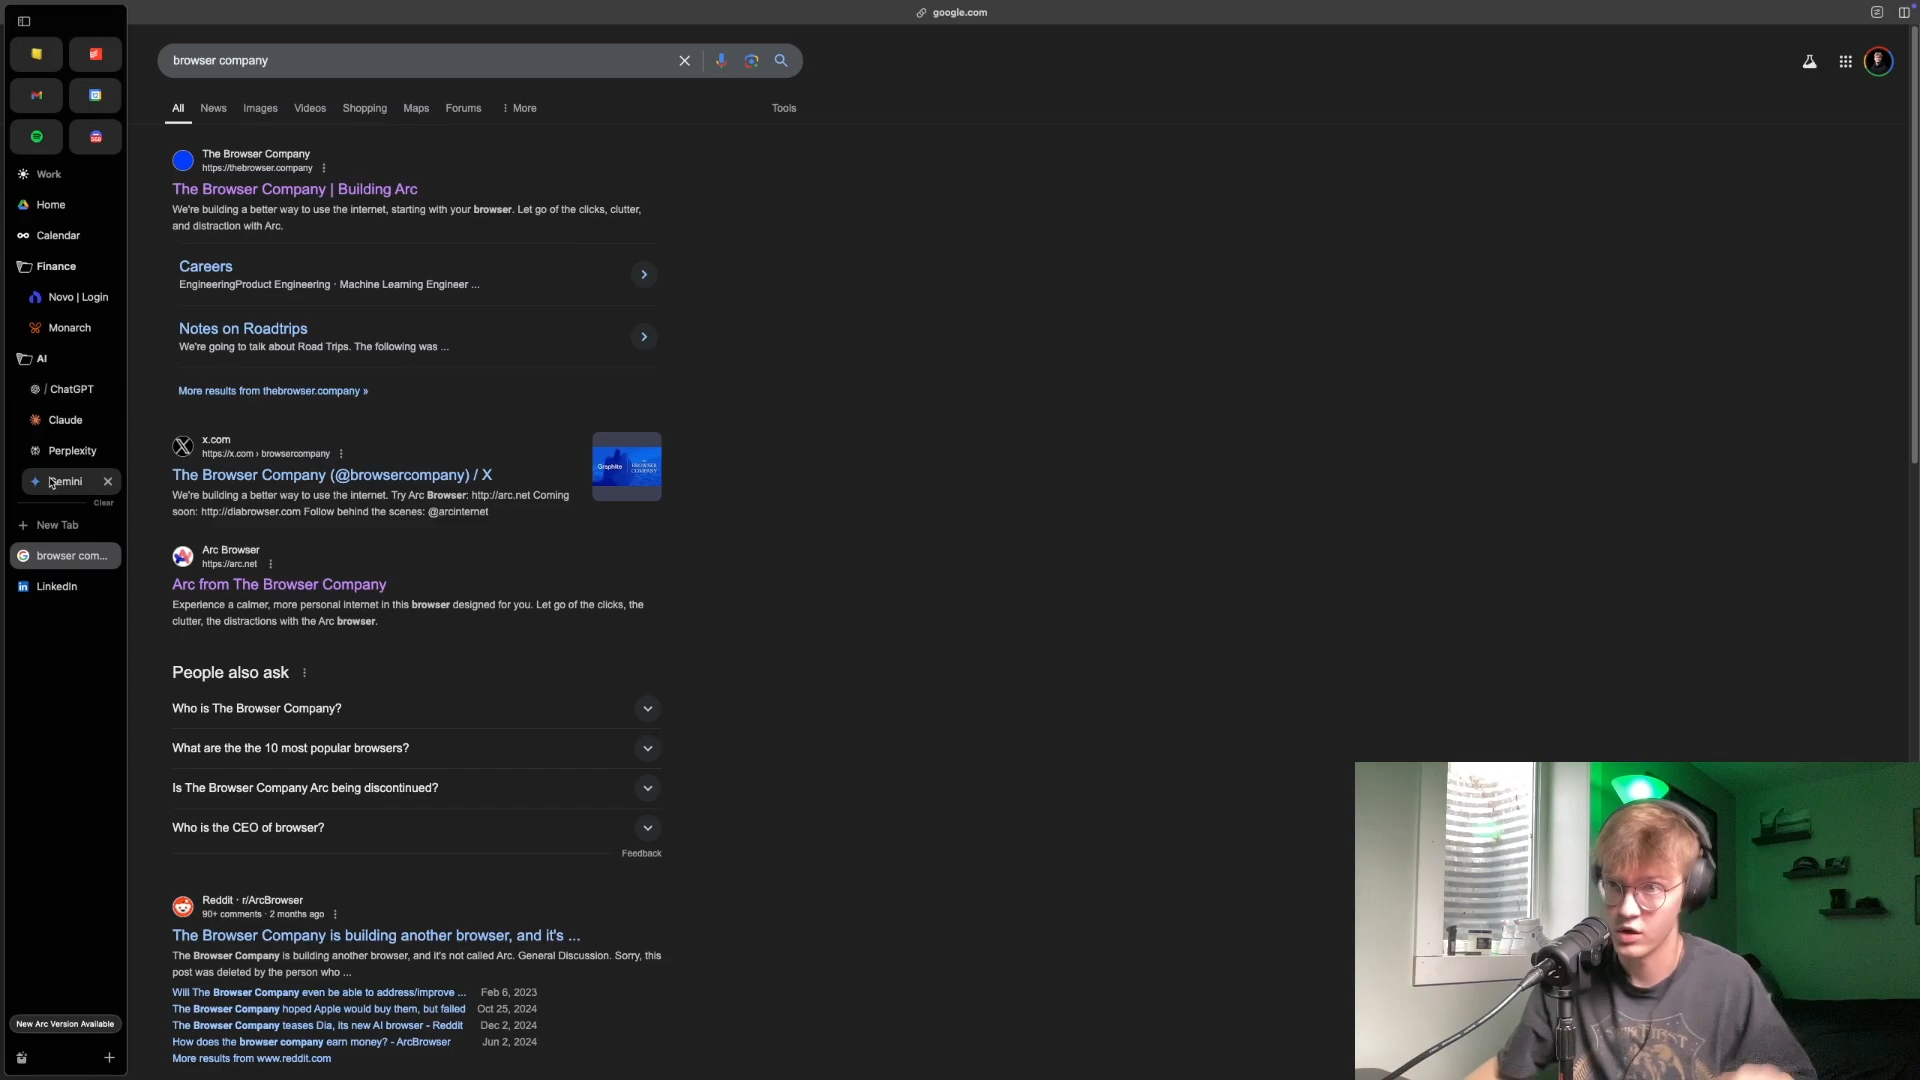 google.com
browser company
All News Images Videos Shopping Maps Forums More Tools
Work
Home
Calendar
Finance
Novo | Login
Monarch
AI
/ ChatGPT
Claude
Perplexity
Clear
New Tab
browser com...
LinkedIn
New Arc Version Available
The Browser Company
https://thebrowser.company
The Browser Company | Building Arc
We're building a better way to use the internet, starting with your browser. Let go of the clicks, clutter,
and distraction with Arc.
Careers
EngineeringProduct Engineering · Machine Learning Engineer ...
Notes on Roadtrips
We're going to talk about Road Trips. The following was ...
More results from thebrowser.company »
x.com
https://x.com › browsercompany
The Browser Company (@browsercompany) / X
We're building a better way to use the internet. Try Arc Browser: http://arc.net Coming
soon: http://diabrowser.com Follow behind the scenes: @arcinternet
Graphite
BROWSER
COMPANY
Arc Browser
https://arc.net
Arc from The Browser Company
Experience a calmer, more personal internet in this browser designed for you. Let go of the clicks, the
clutter, the distractions with the Arc browser.
People also ask
Who is The Browser Company?
What are the the 10 most popular browsers?
Is The Browser Company Arc being discontinued?
Who is the CEO of browser?
Feedback
Reddit · r/ArcBrowser
90+ comments · 2 months ago
The Browser Company is building another browser, and it's ...
The Browser Company is building another browser, and it's not called Arc. General Discussion. Sorry, this
post was deleted by the person who ...
Will The Browser Company even be able to address/improve ... Feb 6, 2023
The Browser Company hoped Apple would buy them, but failed Oct 25, 2024
The Browser Company teases Dia, its new AI browser - Reddit Dec 2, 2024
How does the browser company earn money? - ArcBrowser Jun 2, 2024
More results from www.reddit.com